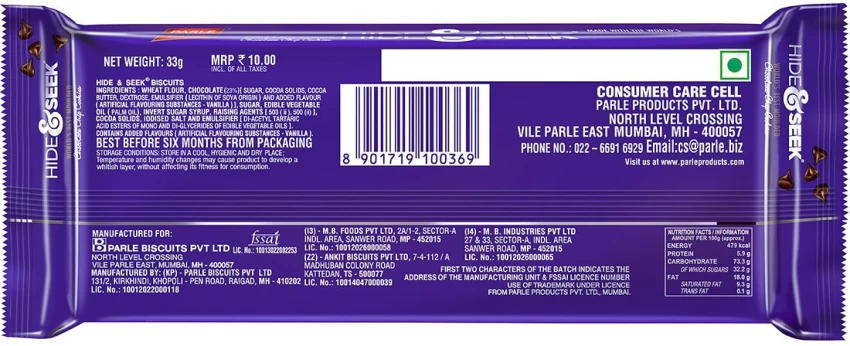 PARLE
HIDE & SEEK
MADE WITH THE WORLD'S
HIDE & SEEK
Chocolate Chip Cookies
NET WEIGHT: 33g
MRP ₹ 10.00
INCL. OF ALL TAXES
HIDE & SEEK® BISCUITS
INGREDIENTS : WHEAT FLOUR, CHOCOLATE (23%)[ SUGAR, COCOA SOLIDS, COCOA
BUTTER, DEXTROSE, EMULSIFIER ( LECITHIN OF SOYA ORIGIN ) AND ADDED FLAVOUR
( ARTIFICIAL FLAVOURING SUBSTANCES - VANILLA )], SUGAR, EDIBLE VEGETABLE
OIL ( PALM OIL), INVERT SUGAR SYRUP, RAISING AGENTS [ 503 ( ii ), 500 (ii) ],
COCOA SOLIDS, IODISED SALT AND EMULSIFIER [ DI-ACETYL TARTARIC
ACID ESTERS OF MONO AND DI-GLYCERIDES OF EDIBLE VEGETABLE OILS ].
CONTAINS ADDED FLAVOURS ( ARTIFICIAL FLAVOURING SUBSTANCES - VANILLA ).
BEST BEFORE SIX MONTHS FROM PACKAGING
STORAGE CONDITIONS: STORE IN A COOL, HYGIENIC AND DRY PLACE:
Temperature and humidity changes may cause product to develop a
whitish layer, without affecting its fitness for consumption.
8 901719 100369
CONSUMER CARE CELL
PARLE PRODUCTS PVT. LTD.
NORTH LEVEL CROSSING
VILE PARLE EAST MUMBAI, MH - 400057
PHONE NO.: 022 – 6691 6929 Email:cs@parle.biz
Visit us at www.parleproducts.com
HIDE & SEEK®
Chocolate Chip Cookies
MANUFACTURED FOR:
PARLE BISCUITS PVT LTD
NORTH LEVEL CROSSING
VILE PARLE EAST, MUMBAI, MH - 400057
MANUFACTURED BY: (KP) - PARLE BISCUITS PVT LTD
131/2, KIRKHINDI, KHOPOLI - PEN ROAD, RAIGAD, MH - 410202
LIC. No.: 10012022000118
fssai
LIC. No.: 10013022002253
(I3) - M.B. FOODS PVT LTD, 2A/1-2, SECTOR-A
INDL. AREA, SANWER ROAD, MP - 452015
LIC. No.: 10012026000058
(Z2) - ANKIT BISCUITS PVT LTD, 7-4-112 / A
MADHUBAN COLONY ROAD
KATTEDAN, TS - 500077
LIC. No.: 10014047000039
(I4) - M.B. INDUSTRIES PVT LTD
27 & 33, SECTOR-A, INDL. AREA
SANWER ROAD, MP - 452015
LIC. No.: 10012026000065
FIRST TWO CHARACTERS OF THE BATCH INDICATES THE
ADDRESS OF THE MANUFACTURING UNIT & FSSAI LICENCE NUMBER
USE OF TRADEMARK UNDER LICENCE
FROM PARLE PRODUCTS PVT. LTD., MUMBAI.
NUTRITION FACTS / INFORMATION
AMOUNT PER 100g (approx.)
ENERGY 479 kcal
PROTEIN 5.9 g
CARBOHYDRATE 73.3 g
OF WHICH SUGARS 32.2 g
FAT 18.0 g
SATURATED FAT 9.3 g
TRANS FAT 0.1 g